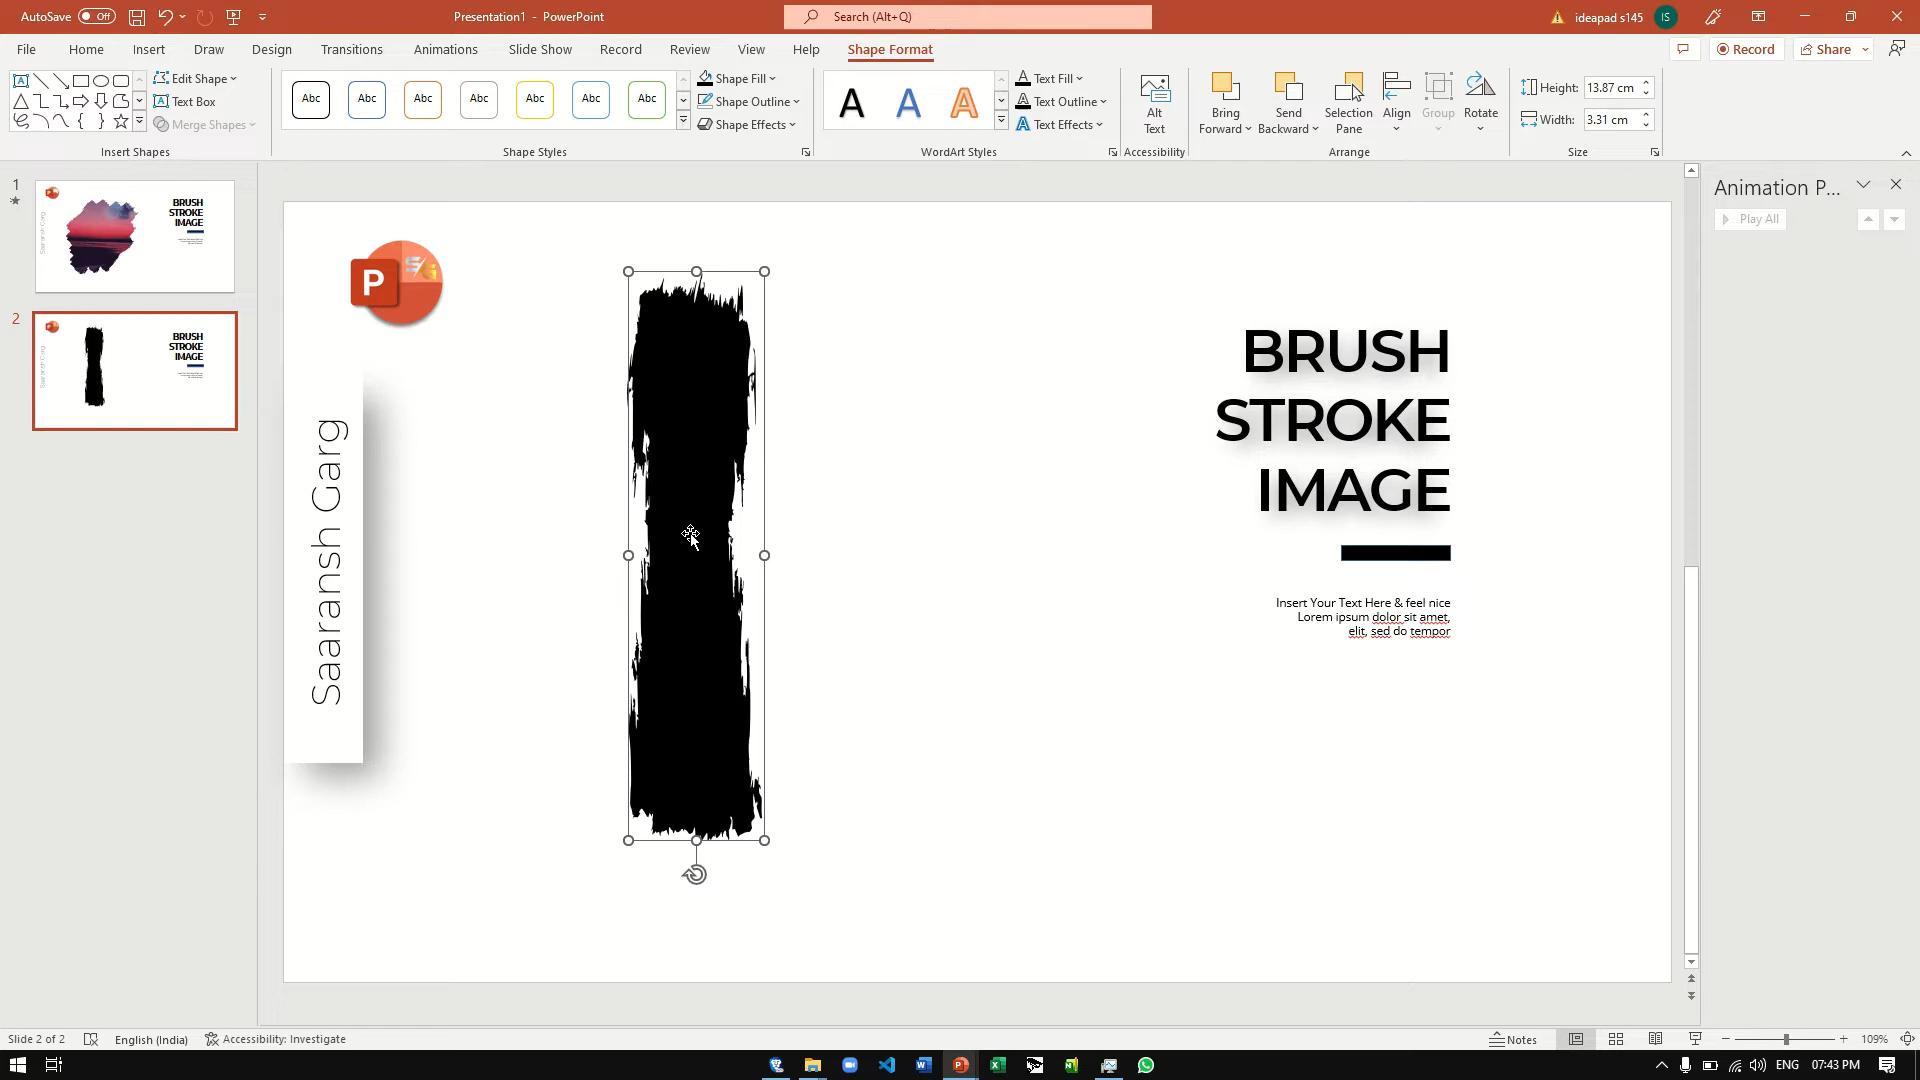 AutoSave Off
Presentation1 - PowerPoint
Search (Alt+Q)
ideapad s145
IS
File Home Insert Draw Design Transitions Animations Slide Show Record Review View Help Shape Format
Record
Share
Edit Shape
Text Box
Merge Shapes
Insert Shapes
Abc Abc Abc Abc Abc Abc Abc
Shape Fill
Shape Outline
Shape Effects
Shape Styles
A A A
Text Fill
Text Outline
Text Effects
WordArt Styles
Alt Text
Accessibility
Bring Forward
Send Backward
Selection Pane
Align
Group
Rotate
Arrange
Height: 13.87 cm
Width: 3.31 cm
Size
1
Saaransh Garg
BRUSH
STROKE
IMAGE
2
Saaransh Garg
BRUSH
STROKE
IMAGE
P
SG
Saaransh Garg
BRUSH
STROKE
IMAGE
Insert Your Text Here & feel nice
Lorem ipsum dolor sit amet,
elit, sed do tempor
Animation P...
Play All
Slide 2 of 2
English (India)
Accessibility: Investigate
Notes
109%
ENG
07:43 PM